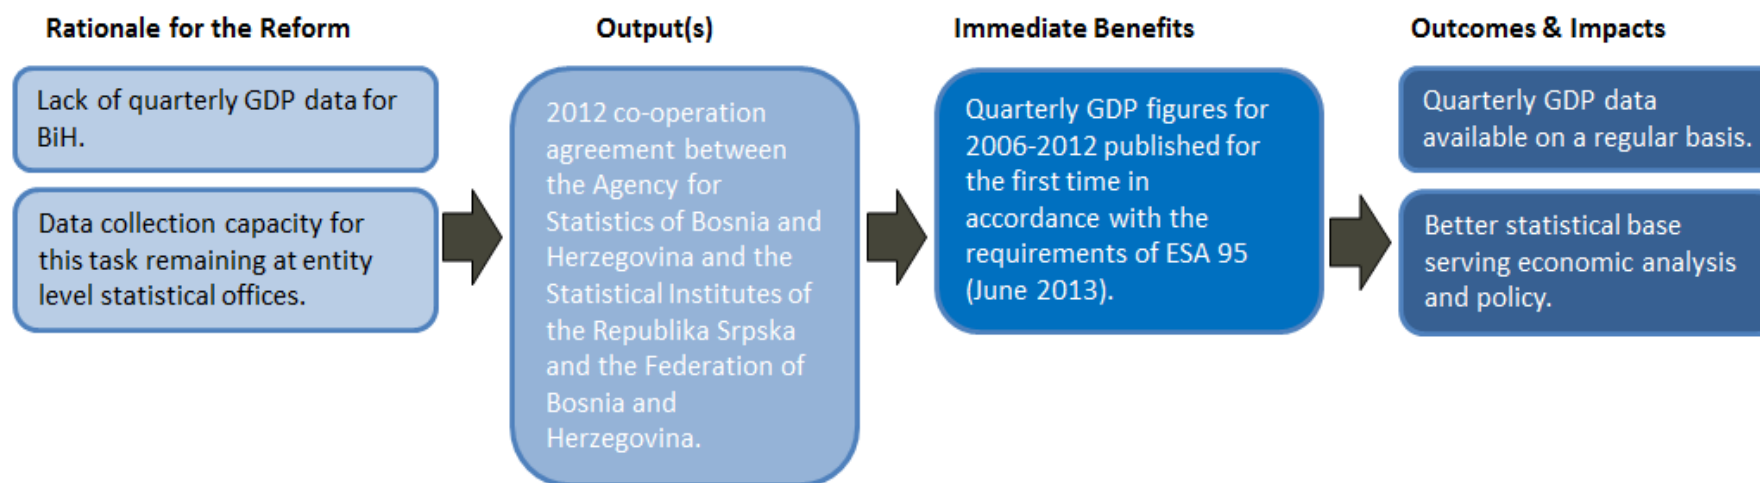 Rationale for the Reform
Lack of quarterly GDP data for
BiH.
Data collection capacity for
this task remaining at entity
level statistical offices.
Output(s)
2012 co-operation
agreement between
the Agency for
Statistics of Bosnia and
Herzegovina and the
Statistical Institutes of
the Republika Srpska
and the Federation of
Bosnia and
Herzegovina.
Immediate Benefits
Quarterly GDP figures for
2006-2012 published for
the first time in
accordance with the
requirements of ESA 95
(June 2013).
Outcomes & Impacts
Quarterly GDP data
available on a regular basis.
Better statistical base
serving economic analysis
and policy.